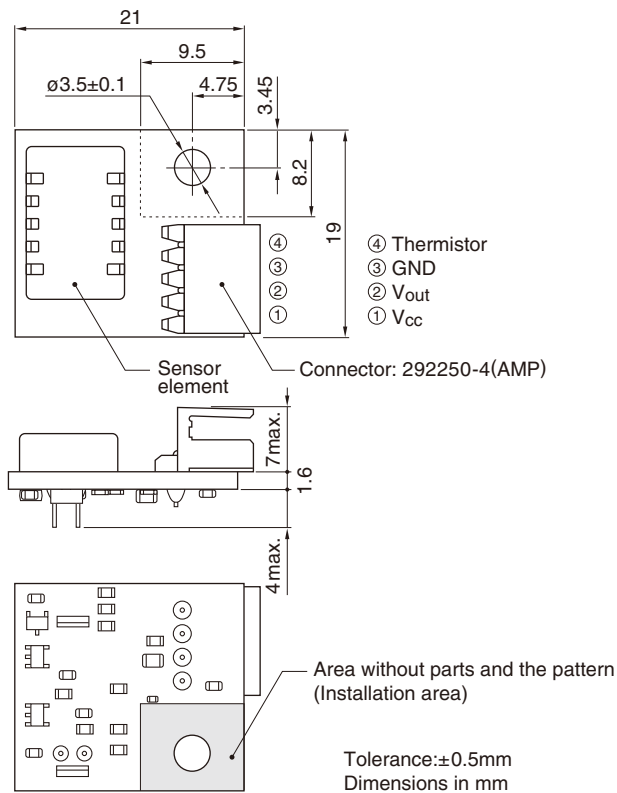 21
9.5
ø3.5±0.1
4.75
3.45
8.2
19
④
③
②
①
④ Thermistor
③ GND
② Vout
① Vcc
Sensor
element
Connector: 292250-4(AMP)
7max.
1.6
4max.
Area without parts and the pattern
(Installation area)
Tolerance:±0.5mm
Dimensions in mm